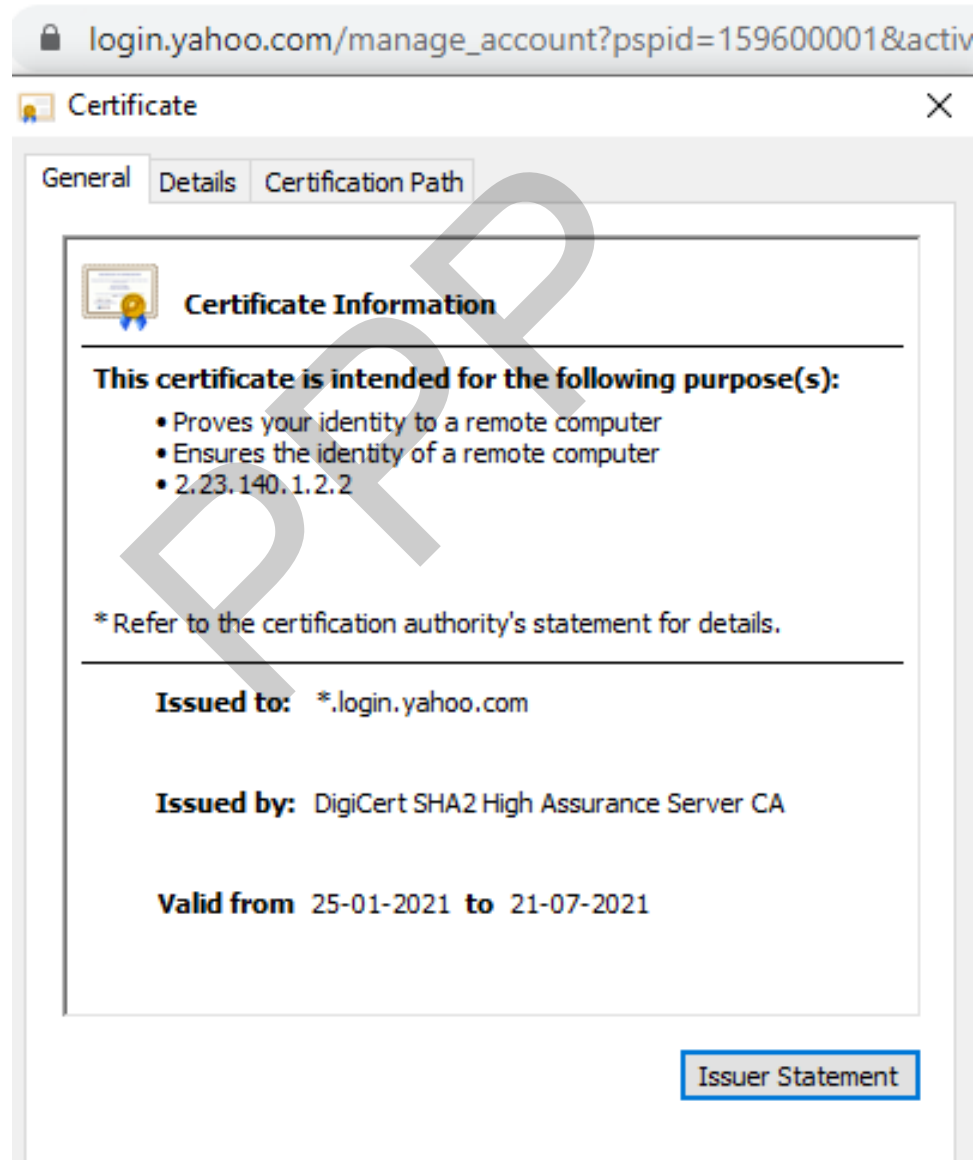 login.yahoo.com/manage_account?pspid=159600001&activ
Certificate
General Details Certification Path
Certificate Information
This certificate is intended for the following purpose(s):
• Proves your identity to a remote computer
• Ensures the identity of a remote computer
• 2.23.140.1.2.2
* Refer to the certification authority's statement for details.
Issued to: *.login.yahoo.com
Issued by: DigiCert SHA2 High Assurance Server CA
Valid from 25-01-2021 to 21-07-2021
Issuer Statement
PPP